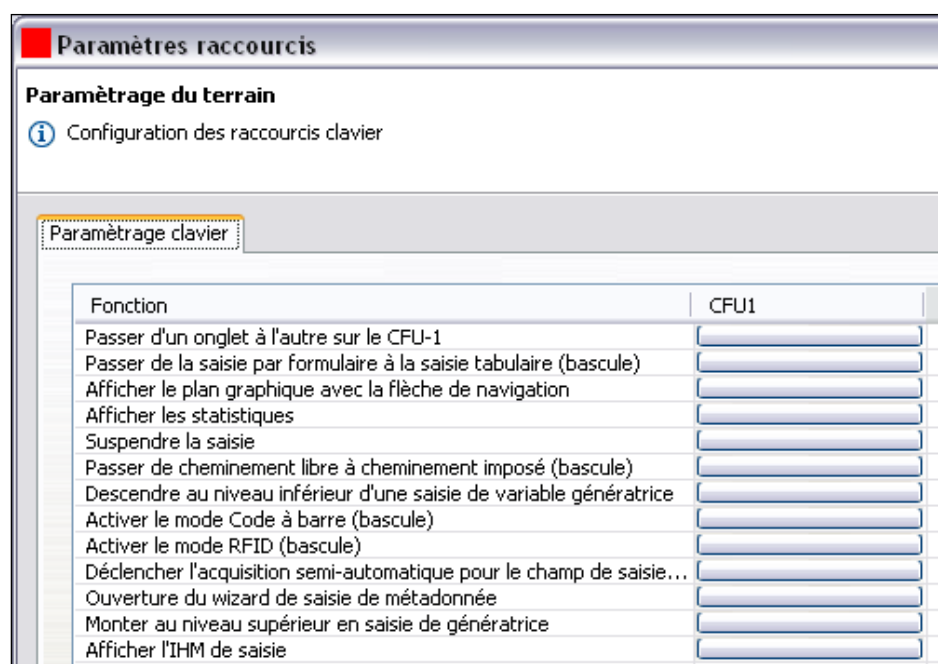 Paramètres raccourcis
Paramètrage du terrain
Configuration des raccourcis clavier
Paramètrage clavier
Fonction CFU1
Passer d'un onglet à l'autre sur le CFU-1
Passer de la saisie par formulaire à la saisie tabulaire (bascule)
Afficher le plan graphique avec la flèche de navigation
Afficher les statistiques
Suspendre la saisie
Passer de cheminement libre à cheminement imposé (bascule)
Descendre au niveau inférieur d'une saisie de variable génératrice
Activer le mode Code à barre (bascule)
Activer le mode RFID (bascule)
Déclencher l'acquisition semi-automatique pour le champ de saisie...
Ouverture du wizard de saisie de métadonnée
Monter au niveau supérieur en saisie de génératrice
Afficher l'IHM de saisie